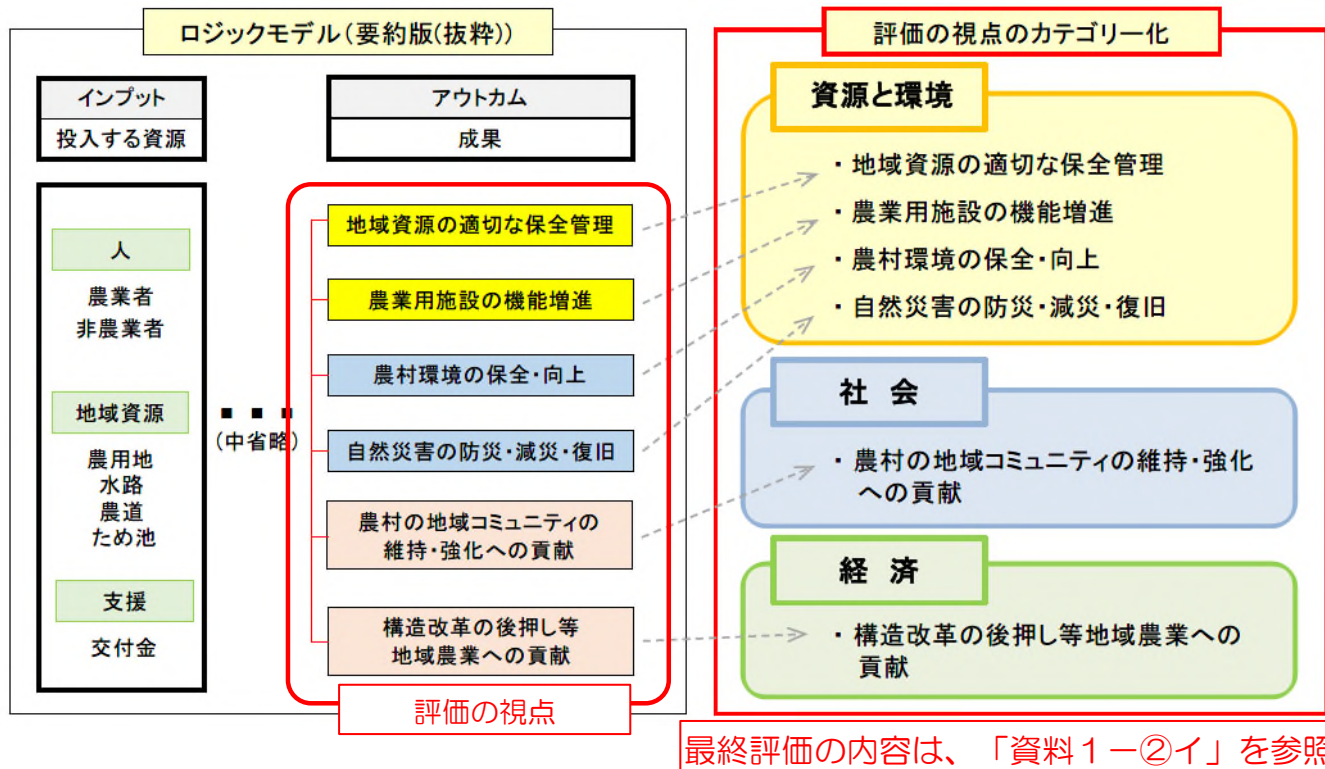 ロジックモデル(要約版(抜粋))
インプット
投入する資源
人
農業者
非農業者
地域資源
農用地
水路
農道
ため池
支援
交付金
■ ■ ■
(中省略)
アウトカム
成果
地域資源の適切な保全管理
農業用施設の機能増進
農村環境の保全・向上
自然災害の防災・減災・復旧
農村の地域コミュニティの
維持・強化への貢献
構造改革の後押し等
地域農業への貢献
評価の視点
評価の視点のカテゴリー化
資源と環境
・地域資源の適切な保全管理
・農業用施設の機能増進
・農村環境の保全・向上
・自然災害の防災・減災・復旧
社 会
・農村の地域コミュニティの維持・強化
への貢献
経 済
・構造改革の後押し等地域農業への
貢献
最終評価の内容は、「資料1-②イ」を参照